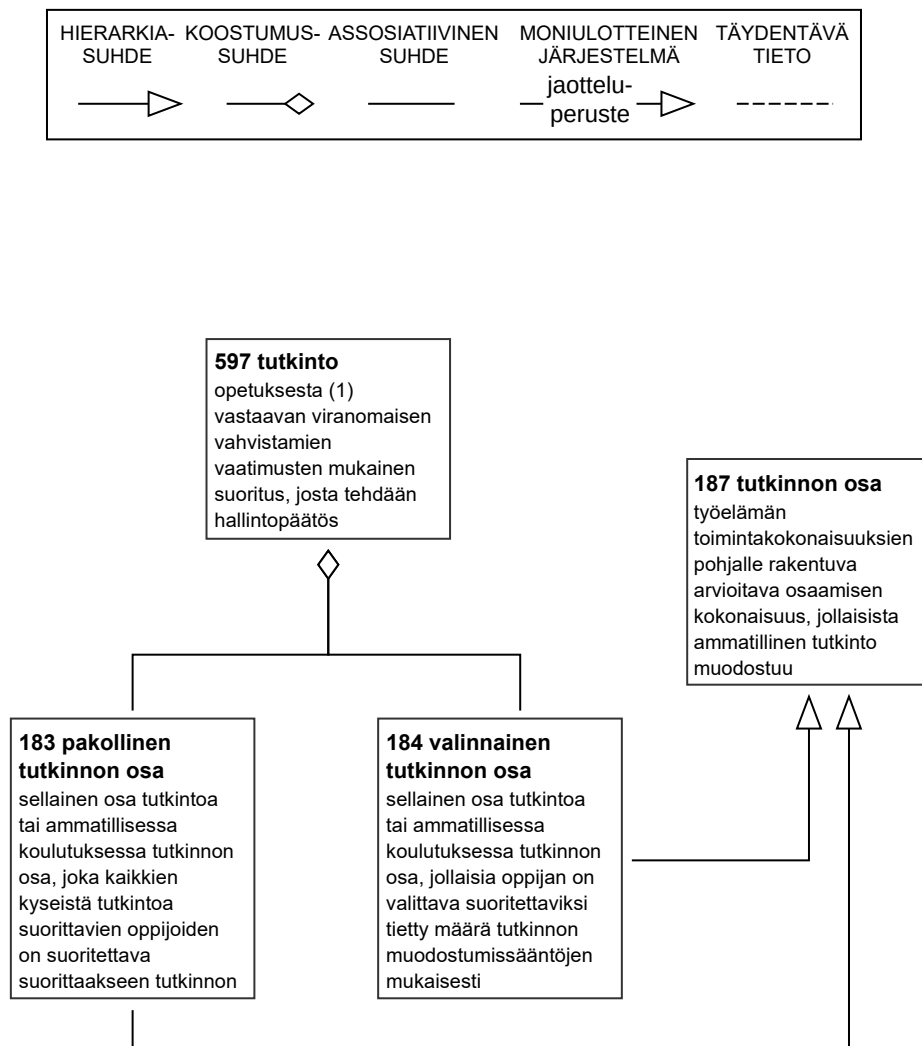 HIERARKIA-
SUHDE
KOOSTUMUS-
SUHDE
ASSOSIATIIVINEN
SUHDE
MONIULOTTEINEN
JÄRJESTELMÄ
TÄYDENTÄVÄ
TIETO
jaottelu-
peruste
597 tutkinto
opetuksesta (1)
vastaavan viranomaisen
vahvistamien
vaatimusten mukainen
suoritus, josta tehdään
hallintopäätös
187 tutkinnon osa
työelämän
toimintakokonaisuuksien
pohjalle rakentuva
arvioitava osaamisen
kokonaisuus, jollaisista
ammatillinen tutkinto
muodostuu
183 pakollinen
tutkinnon osa
sellainen osa tutkintoa
tai ammatillisessa
koulutuksessa tutkinnon
osa, joka kaikkien
kyseistä tutkintoa
suorittavien oppijoiden
on suoritettava
suorittaakseen tutkinnon
184 valinnainen
tutkinnon osa
sellainen osa tutkintoa
tai ammatillisessa
koulutuksessa tutkinnon
osa, jollaisia oppijan on
valittava suoritettaviksi
tietty määrä tutkinnon
muodostumissääntöjen
mukaisesti